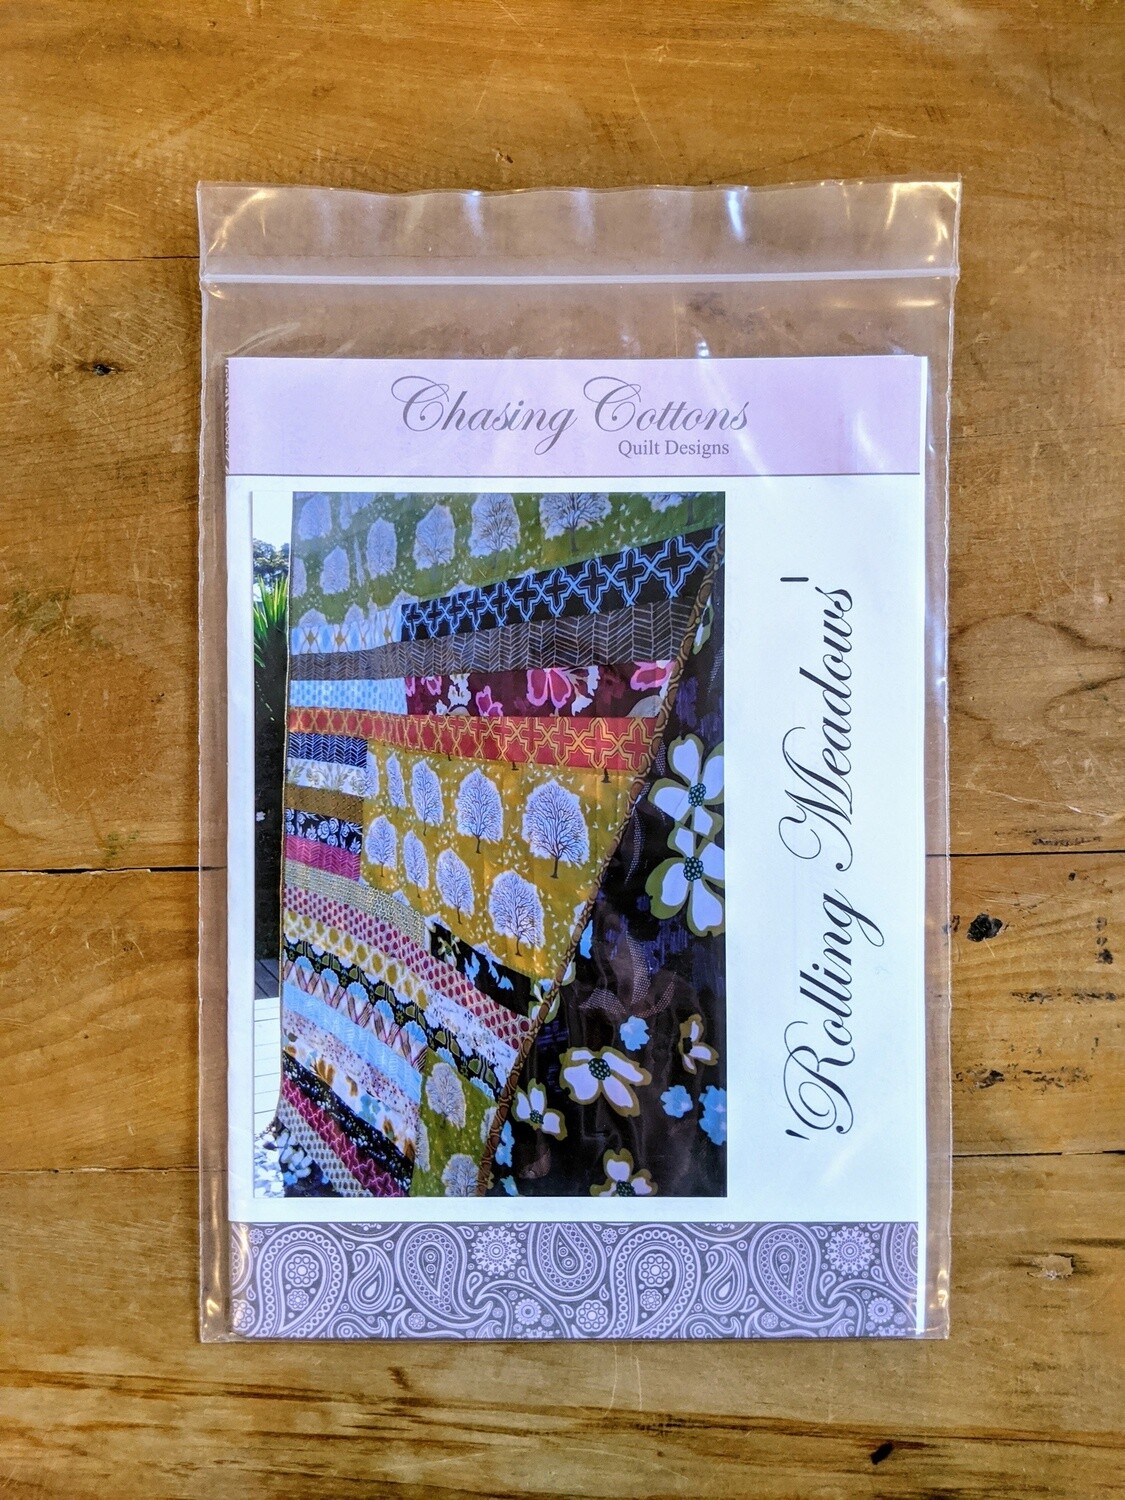 Chasing Cottons
Quilt Designs
'Rolling Meadows'